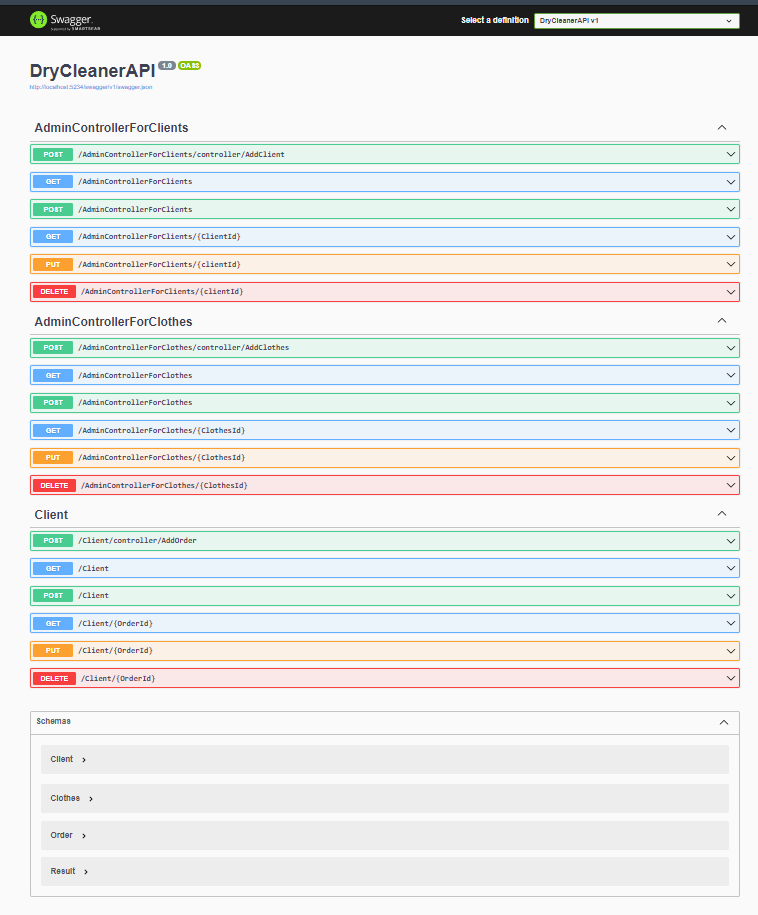 Swagger.
Supported by SMARTBEAR
Select a definition
DryCleanerAPI v1
DryCleanerAPI 1.0 OAS3
http://localhost:5234/swagger/v1/swagger.json
AdminControllerForClients
POST /AdminControllerForClients/controller/AddClient
GET /AdminControllerForClients
POST /AdminControllerForClients
GET /AdminControllerForClients/{ClientId}
PUT /AdminControllerForClients/{clientId}
DELETE /AdminControllerForClients/{clientId}
AdminControllerForClothes
POST /AdminControllerForClothes/controller/AddClothes
GET /AdminControllerForClothes
POST /AdminControllerForClothes
GET /AdminControllerForClothes/{ClothesId}
PUT /AdminControllerForClothes/{ClothesId}
DELETE /AdminControllerForClothes/{ClothesId}
Client
POST /Client/controller/AddOrder
GET /Client
POST /Client
GET /Client/{OrderId}
PUT /Client/{OrderId}
DELETE /Client/{OrderId}
Schemas
Client
Clothes
Order
Result